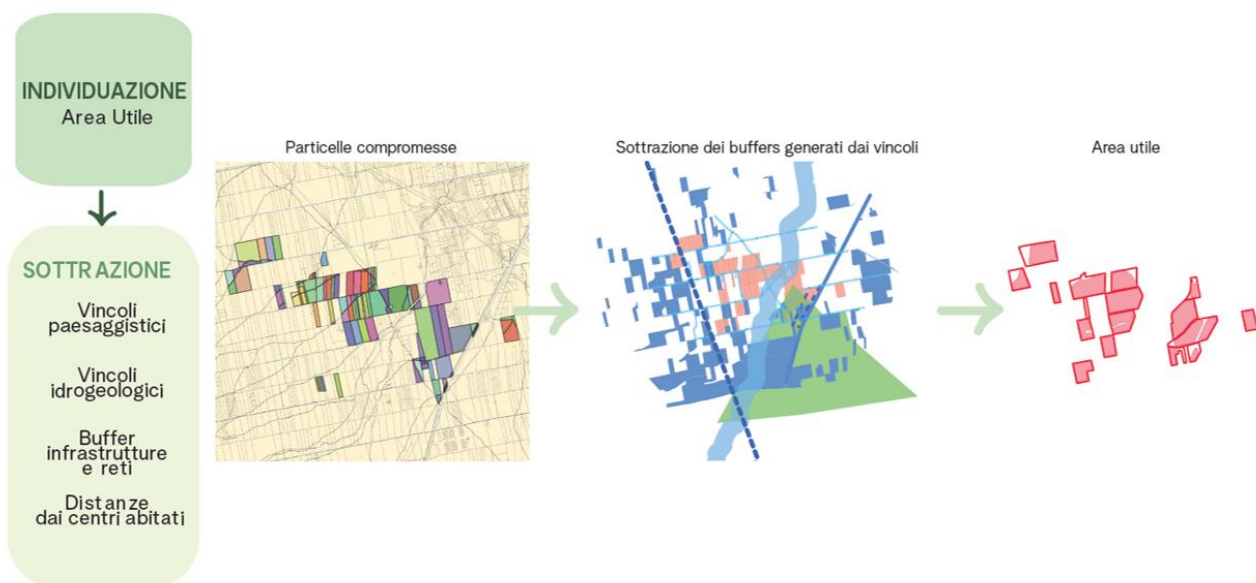 INDIVIDUAZIONE
Area Utile
SOTTRAZIONE
Vincoli
paesaggistici
Vincoli
idrogeologici
Buffer
infrastrutture
e reti
Distanze
dai centri abitati
Particelle compromesse
Sottrazione dei buffers generati dai vincoli
Area utile